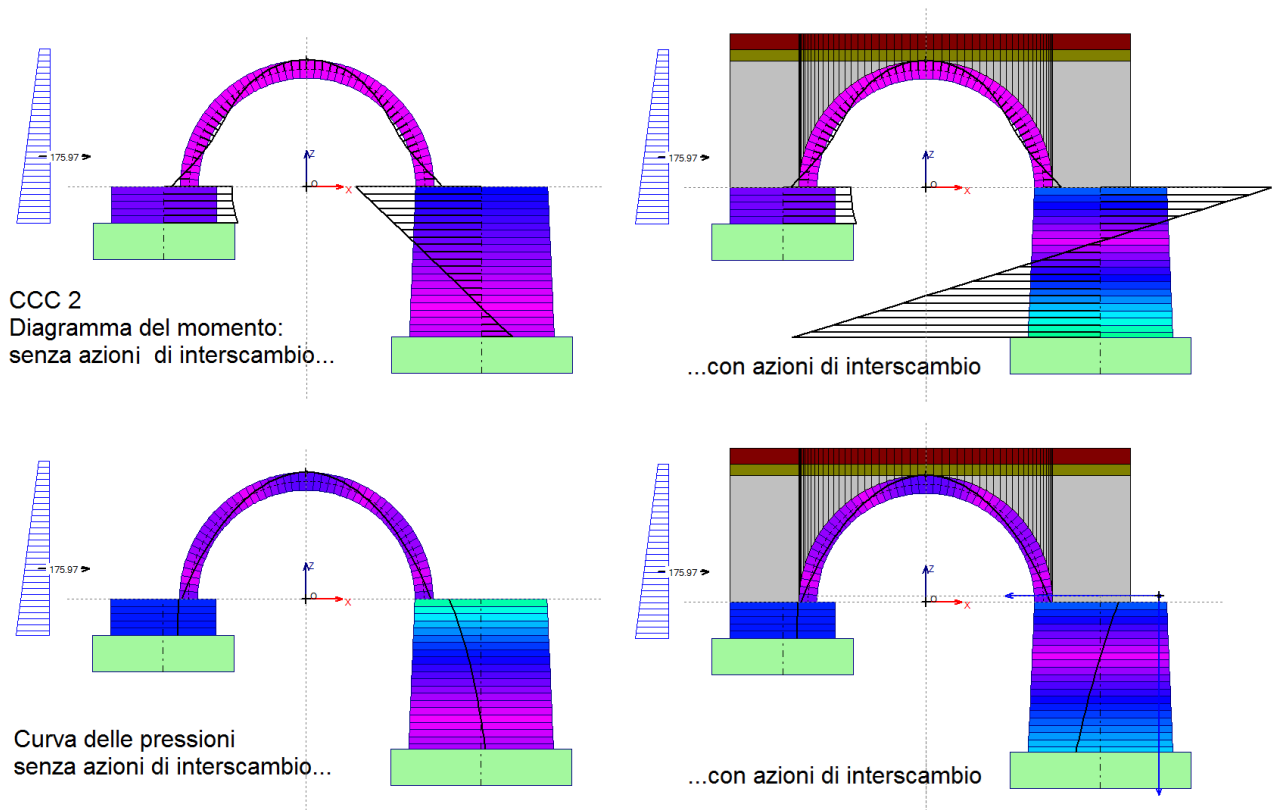 175.97
Z
O
X
175.97
Z
O
X
CCC 2
Diagramma del momento:
senza azioni di interscambio...
...con azioni di interscambio
175.97
Z
O
X
175.97
Z
O
X
Curva delle pressioni
senza azioni di interscambio...
...con azioni di interscambio